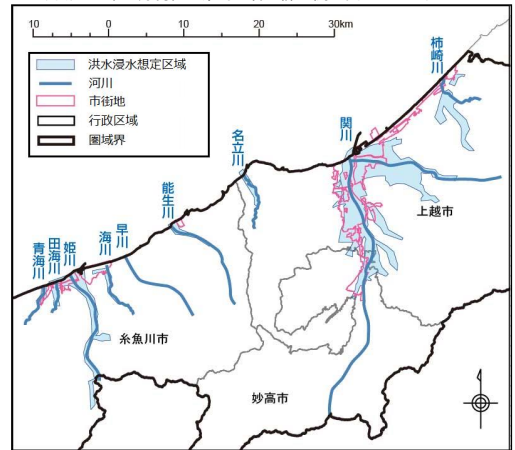 10
0
10
20
30km
洪水浸水想定区域
河川
市街地
行政区域
圏域界
柿崎川
関川
名立川
能生川
早川
海川
姫川
田海川
青海川
上越市
糸魚川市
妙高市